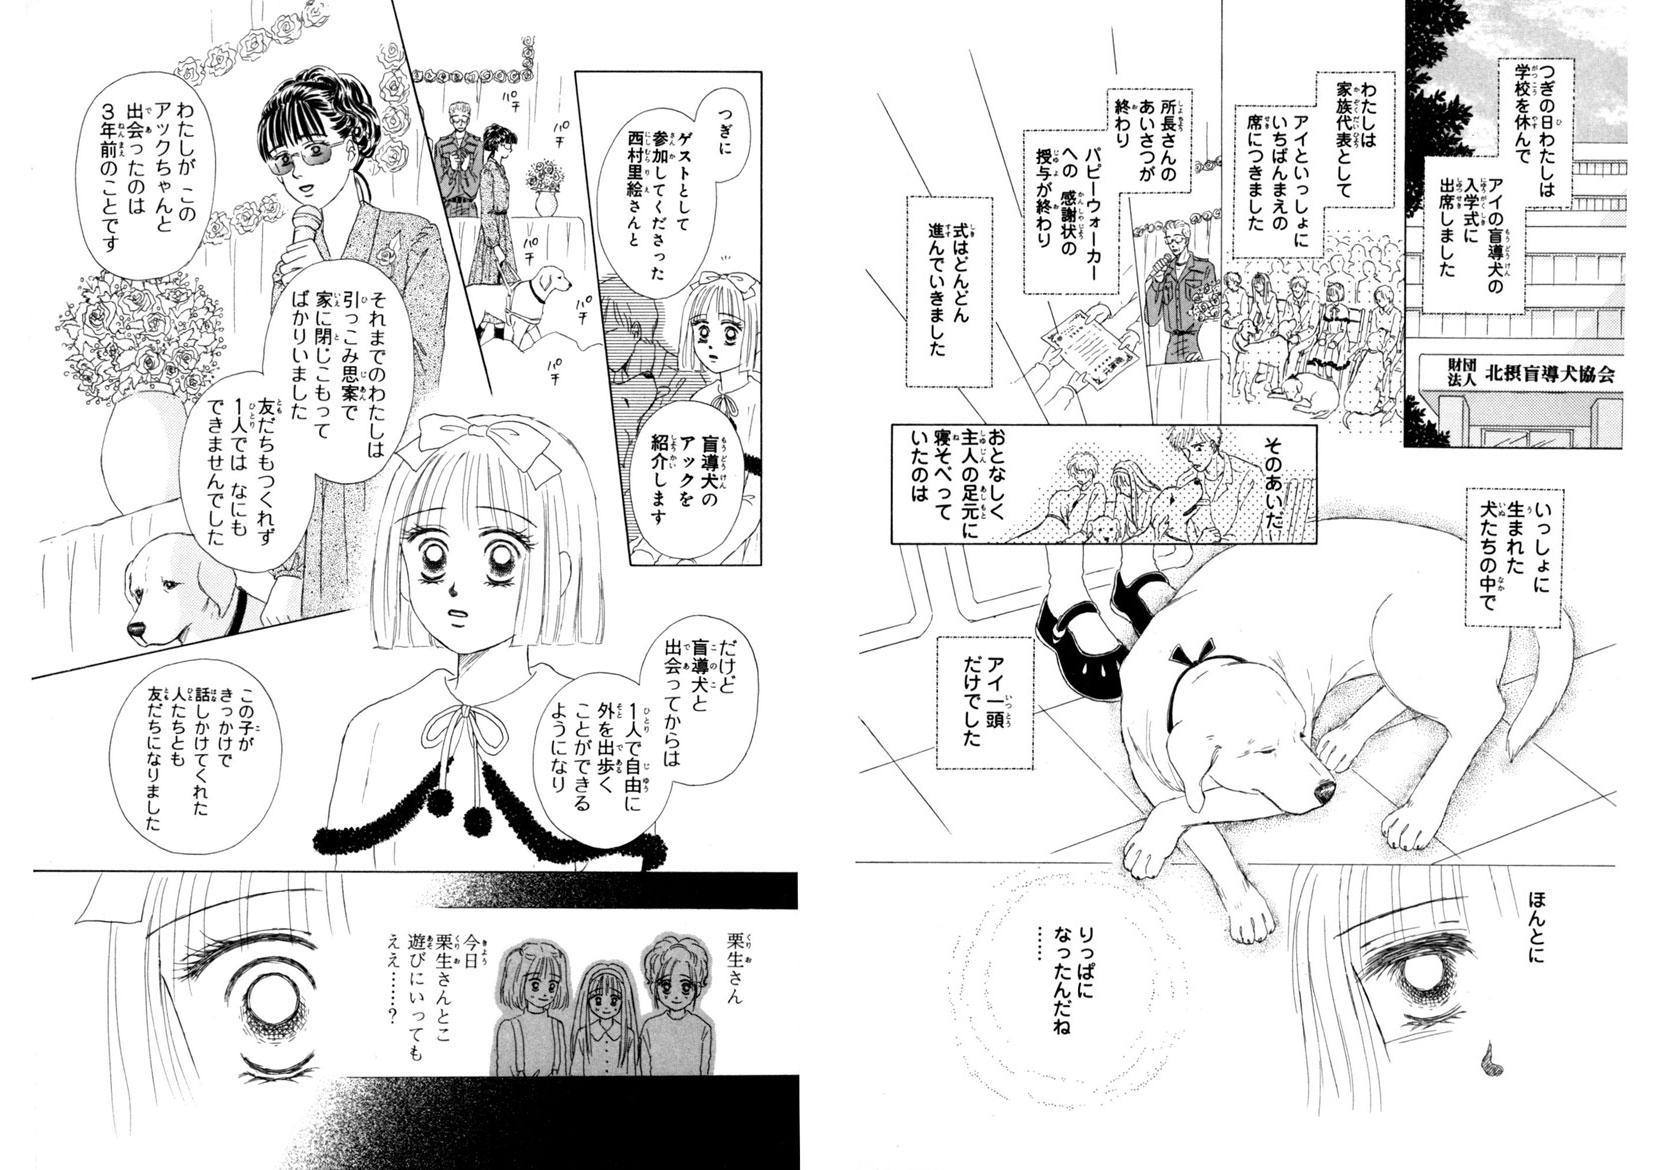 つぎの日わたしは
学校を休んで
アイの盲導犬の
入学式に
出席しました
財団
法人
北摂盲導犬協会
わたしは
家族代表として
アイといっしょに
いちばんまえの
席につきました
所長さんの
あいさつが
終わり
パピーウォーカー
への 感謝状の
授与が終わり
式はどんどん
進んでいきました
そのあいだ
おとなしく
主人の足元に
寝そべって
いたのは
いっしょに
生まれた
犬たちの中で
アイ一頭
だけでした
ほんとに
りっぱに
なったんだね
……
つぎに
ゲストとして
参加してくださった
西村里絵さんと
盲導犬の
アックを
紹介します
パチ
パチ
パチ
パチ
パチ
わたしが この
アックちゃんと
出会ったのは
3年前のことです
それまでのわたしは
引っこみ思案で
家に閉じこもって
ばかりいました
友だちもつくれず
1人では なにも
できませんでした
だけど
盲導犬と
出会ってからは
1人で自由に
外を出歩く
ことができる
ようになり
この子が
きっかけで
話しかけてくれた
人たちとも
友だちになりました
栗生さん
今日
栗生さんとこ
遊びにいっても
ええ………?